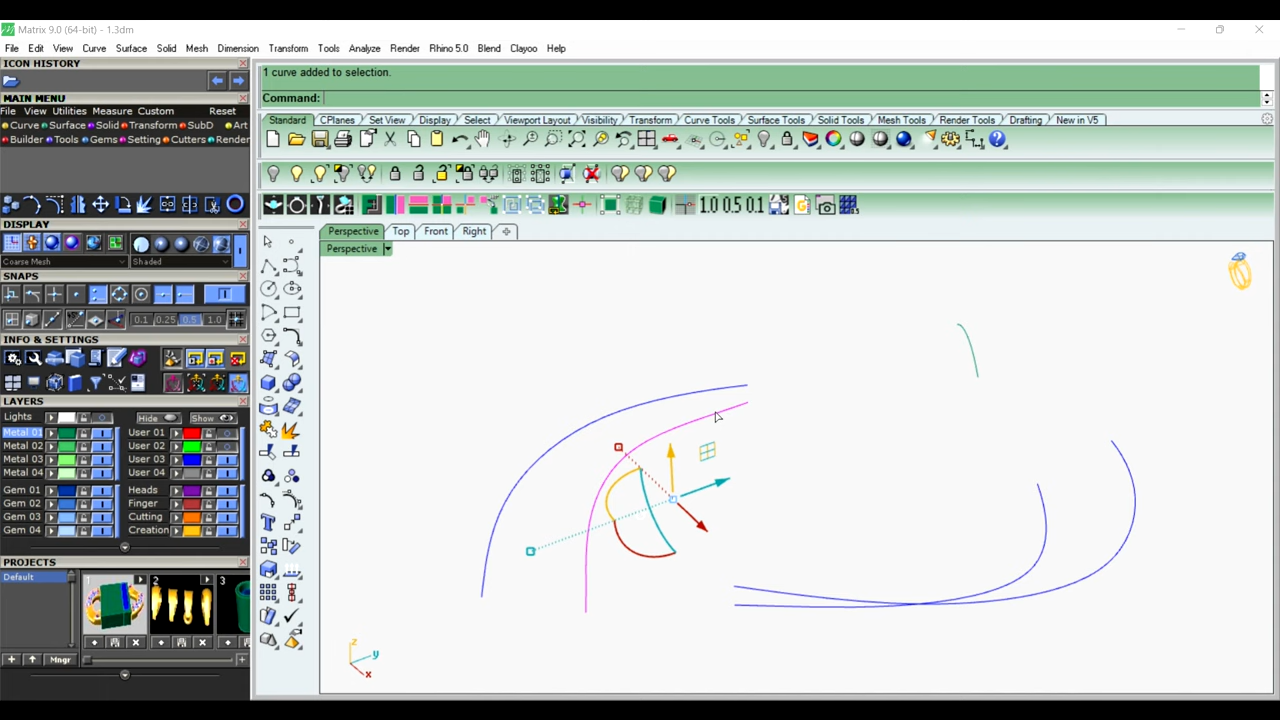 Matrix 9.0 (64-bit) - 1.3dm
File Edit View Curve Surface Solid Mesh Dimension Transform Tools Analyze Render Rhino 5.0 Blend Clayoo Help
ICON HISTORY
1 curve added to selection.
Command:
MAIN MENU
File View Utilities Measure Custom Reset
Curve Surface Solid Transform SubD Art
Builder Tools Gems Setting Cutters Render
Standard CPlanes Set View Display Select Viewport Layout Visibility Transform Curve Tools Surface Tools Solid Tools Mesh Tools Render Tools Drafting New in V5
1.0 0.5 0.1
DISPLAY
Coarse Mesh Shaded
Perspective Top Front Right
Perspective
SNAPS
0.1 0.25 0.5 1.0
INFO & SETTINGS
LAYERS
Lights Hide Show
Metal 01 User 01
Metal 02 User 02
Metal 03 User 03
Metal 04 User 04
Gem 01 Heads
Gem 02 Finger
Gem 03 Cutting
Gem 04 Creation
PROJECTS
Default 1 2 3
Mngr
z
y
x